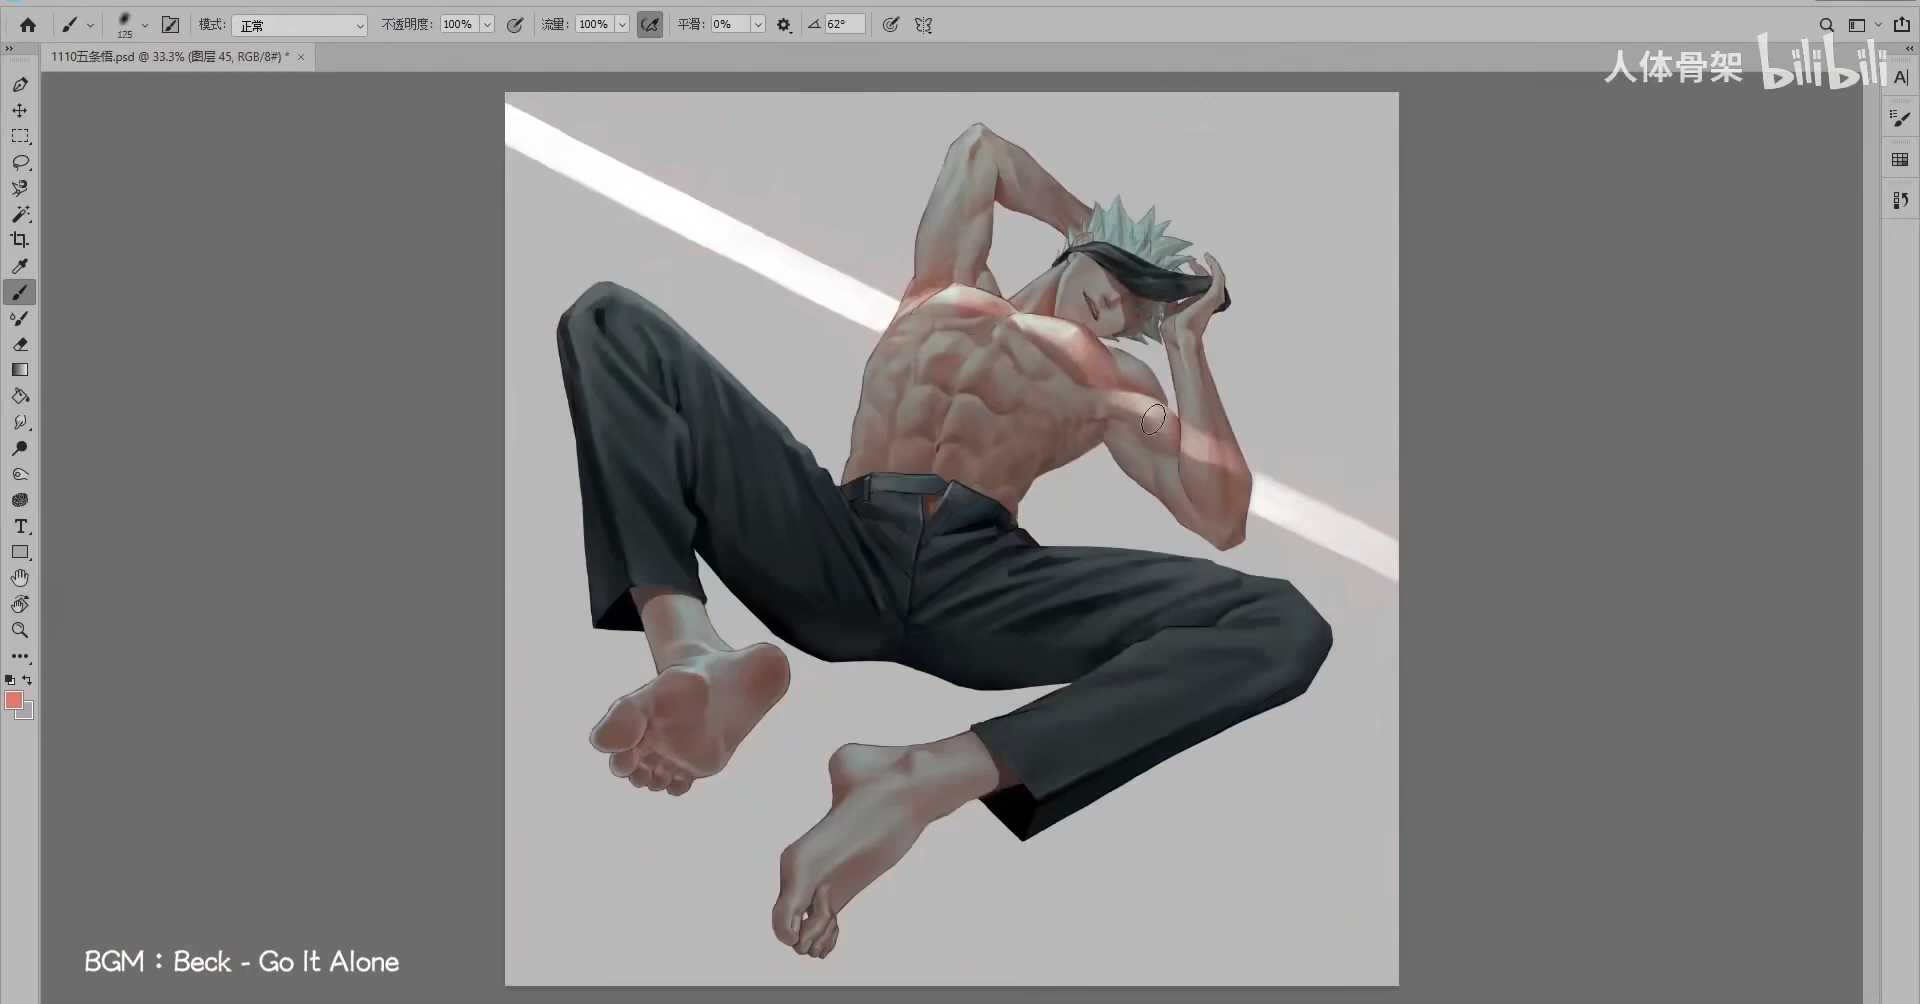 125
模式: 正常
不透明度: 100%
流量: 100%
平滑: 0%
62°
1110五条悟.psd @ 33.3% (图层 45, RGB/8#) * ×
人体骨架 bilibili
A|
T
BGM：Beck - Go It Alone